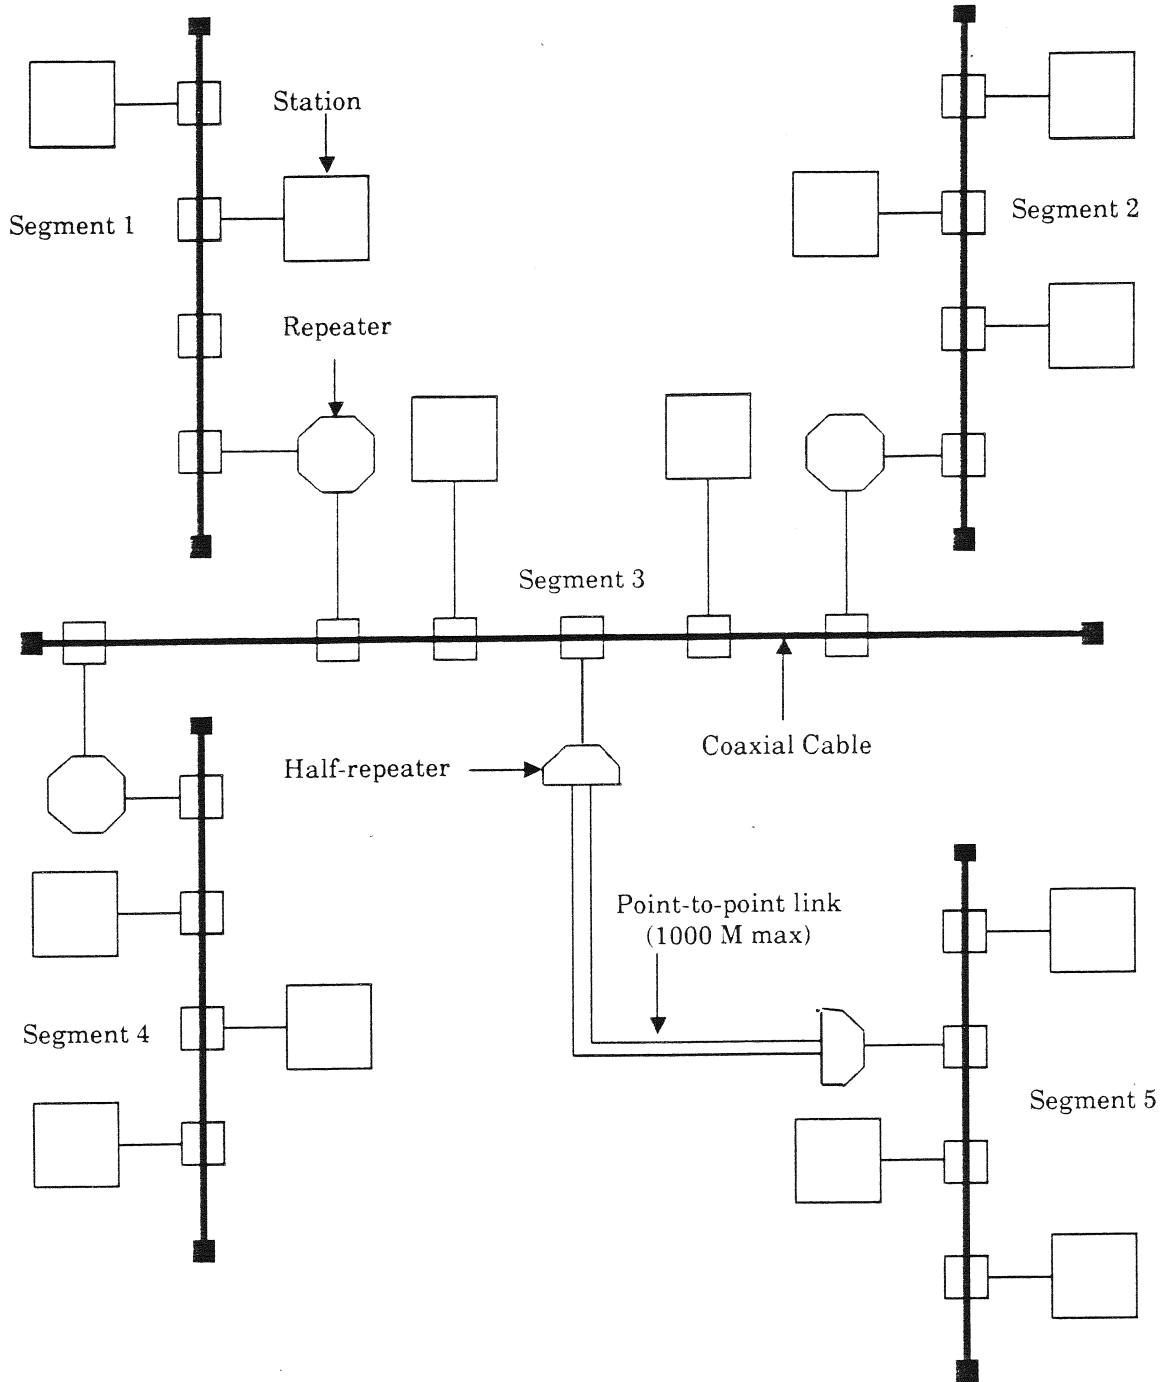 Station
Segment 1
Segment 2
Repeater
Segment 3
Coaxial Cable
Half-repeater
Point-to-point link
(1000 M max)
Segment 4
Segment 5